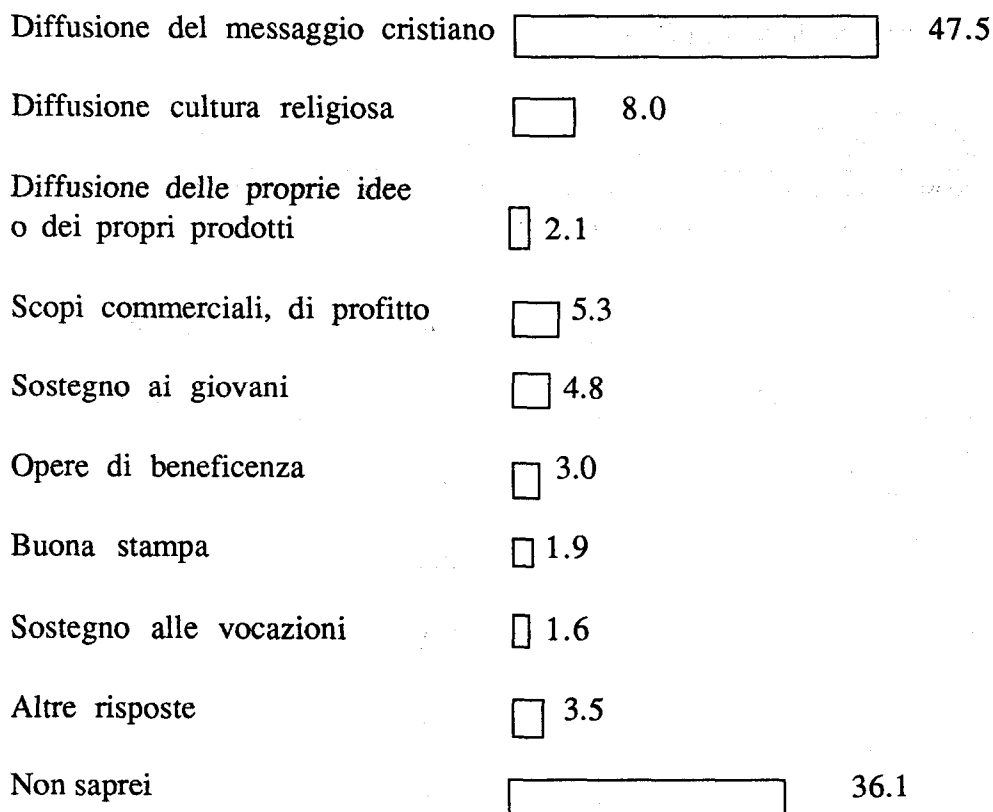 Diffusione del messaggio cristiano 47.5
Diffusione cultura religiosa 8.0
Diffusione delle proprie idee
o dei propri prodotti 2.1
Scopi commerciali, di profitto 5.3
Sostegno ai giovani 4.8
Opere di beneficenza 3.0
Buona stampa 1.9
Sostegno alle vocazioni 1.6
Altre risposte 3.5
Non saprei 36.1